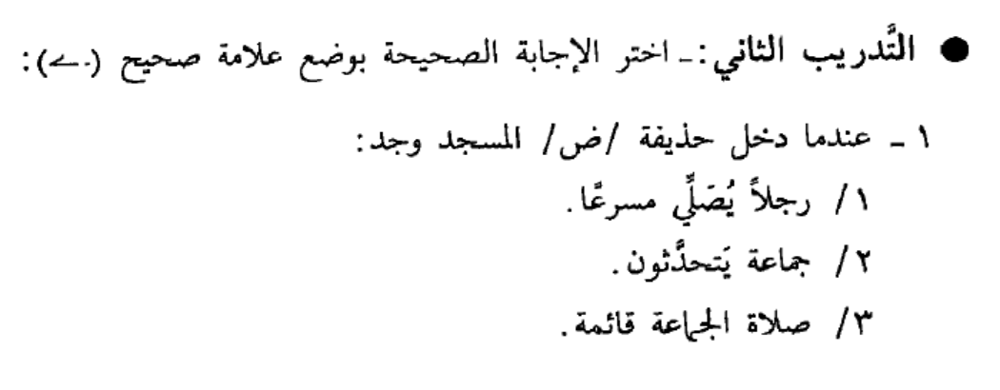 ● التَّدريب الثاني: ـ اختر الإجابة الصحيحة بوضع علامة صحيح (✓):
١ ـ عندما دخل حذيفة /ض/ المسجد وجد:
١/ رجلاً يُصَلِّي مسرعًا.
٢/ جماعة يَتحدَّثون.
٣/ صلاة الجماعة قائمة.